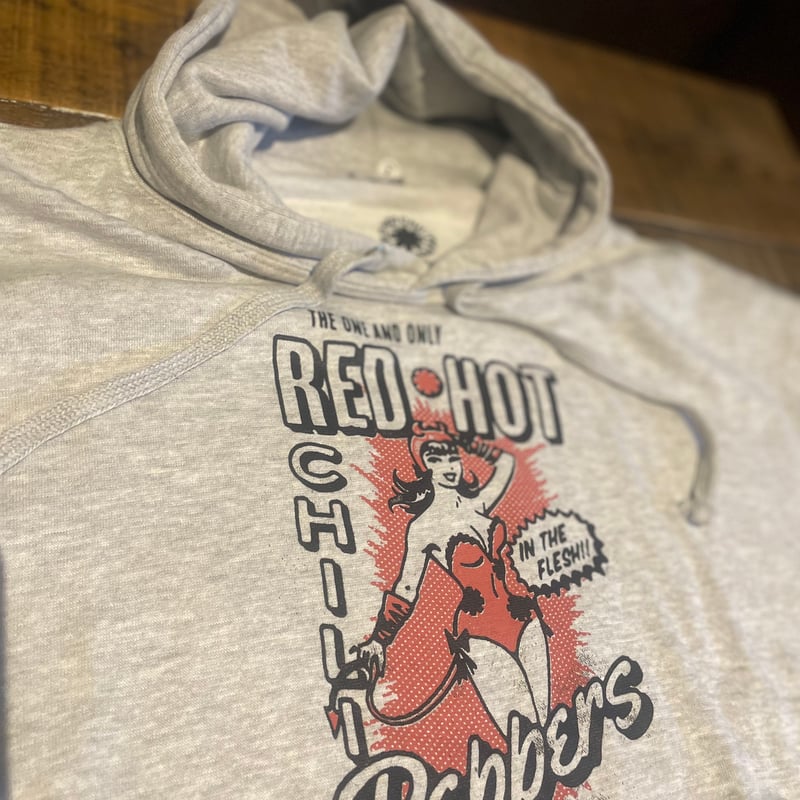 THE ONE AND ONLY
RED HOT
CHILI
IN THE
FLESH!!
Peppers